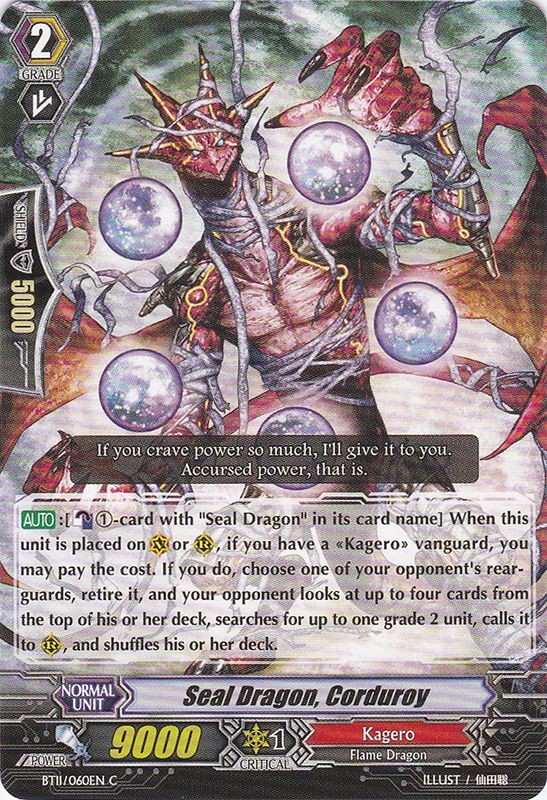 2
GRADE
SHIELD
5000
If you crave power so much, I'll give it to you.
Accursed power, that is.
AUTO :[ ①-card with "Seal Dragon" in its card name] When this
unit is placed on V or R, if you have a «Kagero» vanguard, you
may pay the cost. If you do, choose one of your opponent's rear-
guards, retire it, and your opponent looks at up to four cards from
the top of his or her deck, searches for up to one grade 2 unit, calls it
to R, and shuffles his or her deck.
NORMAL
UNIT
Seal Dragon, Corduroy
POWER
9000
1
CRITICAL
Kagero
Flame Dragon
BT11/060EN C
ILLUST / 仙田聡